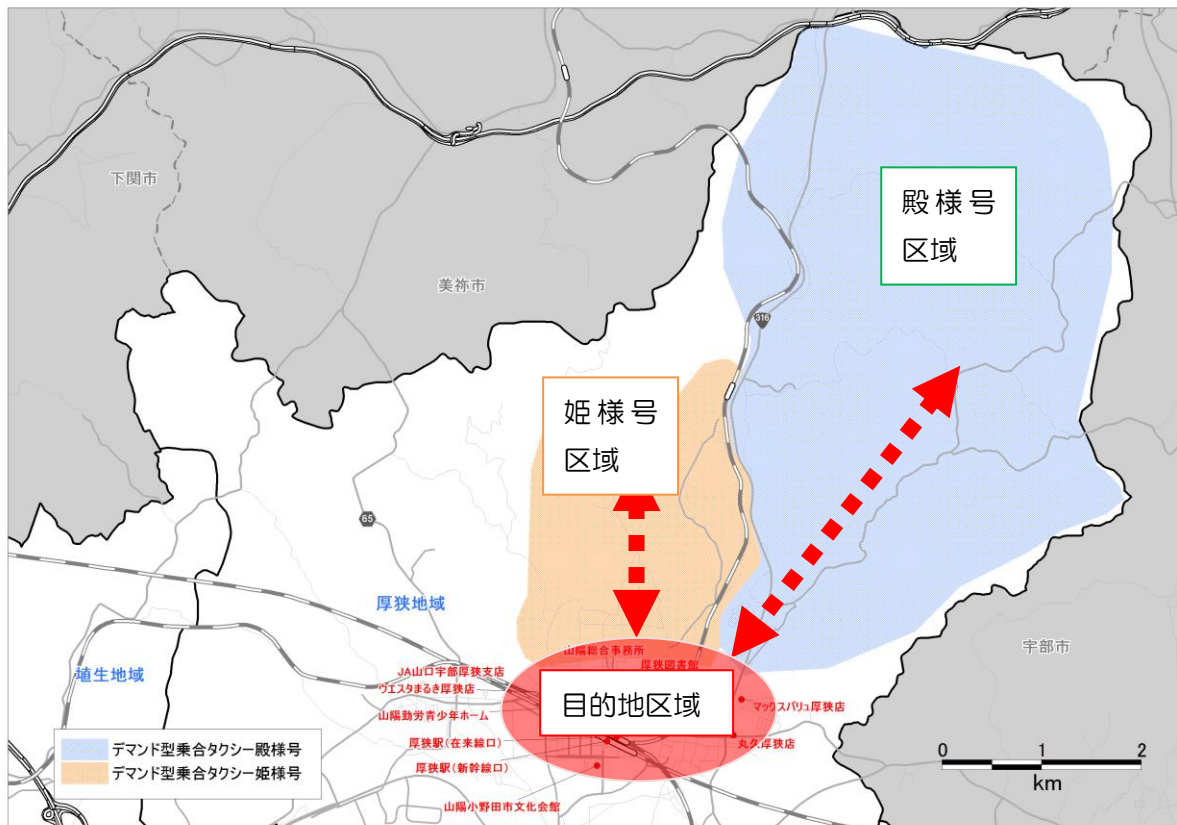 下関市
美祢市
殿様号
区域
316
姫様号
区域
65
厚狭地域
埴生地域
宇部市
山陽総合事務所
厚狭図書館
JA山口宇部厚狭支店
ウエスタまるき厚狭店
山陽勤労青少年ホーム
目的地区域
マックスバリュ厚狭店
厚狭駅(在来線口)
丸久厚狭店
厚狭駅(新幹線口)
山陽小野田市文化会館
デマンド型乗合タクシー殿様号
デマンド型乗合タクシー姫様号
0 1 2
km